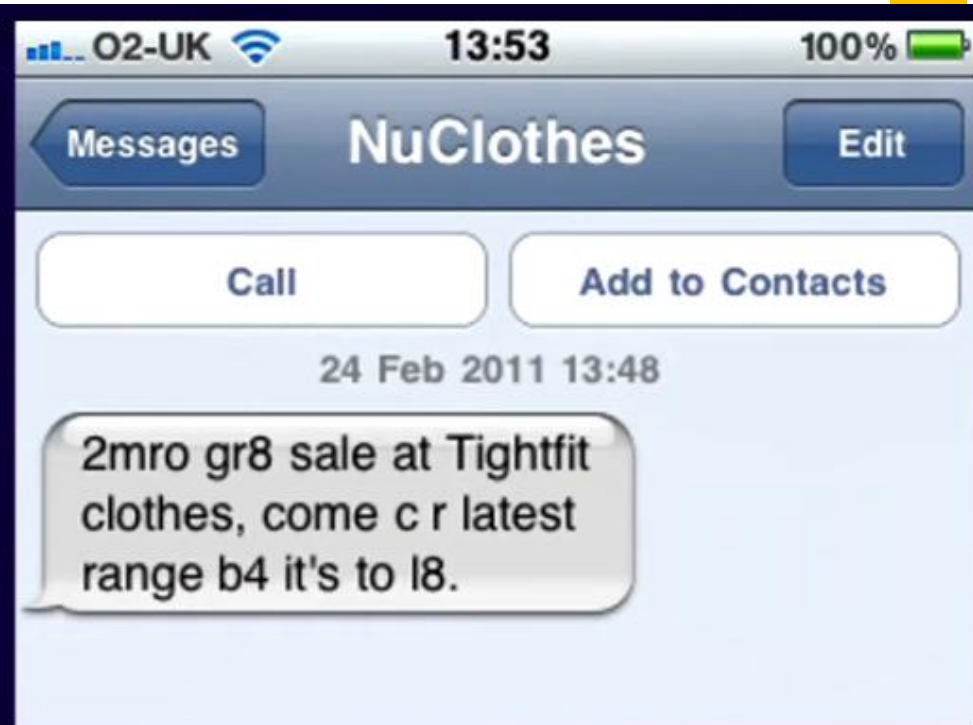 O2-UK 13:53 100%
Messages NuClothes Edit
Call Add to Contacts
24 Feb 2011 13:48
2mro gr8 sale at Tightfit
clothes, come c r latest
range b4 it's to l8.